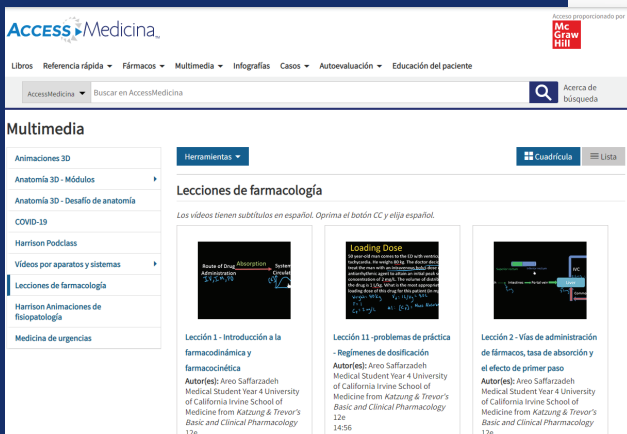 Acceso proporcionado por
ACCESS Medicina
Mc
Graw
Hill
Libros Referencia rápida Fármacos Multimedia Infografías Casos Autoevaluación Educación del paciente
AccessMedicina Buscar en AccessMedicina
Acerca de
búsqueda
Multimedia
Animaciones 3D
Anatomía 3D - Módulos
Anatomía 3D - Desafío de anatomía
COVID-19
Harrison Podclass
Vídeos por aparatos y sistemas
Lecciones de farmacología
Harrison Animaciones de
fisiopatología
Medicina de urgencias
Herramientas
Cuadrícula
Lista
Lecciones de farmacología
Los vídeos tienen subtítulos en español. Oprima el botón CC y elija español.
Route of Drug Absorption
Administration
Lección 1 - Introducción a la
farmacodinámica y
farmacocinética
Autor(es): Areo Saffarzadeh
Medical Student Year 4 University
of California Irvine School of
Medicine from Katzung & Trevor's
Basic and Clinical Pharmacology
12e
Loading Dose
Lección 11 -problemas de práctica
- Regímenes de dosificación
Autor(es): Areo Saffarzadeh
Medical Student Year 4 University
of California Irvine School of
Medicine from Katzung & Trevor's
Basic and Clinical Pharmacology
12e
14:56
IVC
Liver
Lección 2 - Vías de administración
de fármacos, tasa de absorción y
el efecto de primer paso
Autor(es): Areo Saffarzadeh
Medical Student Year 4 University
of California Irvine School of
Medicine from Katzung & Trevor's
Basic and Clinical Pharmacology
12e